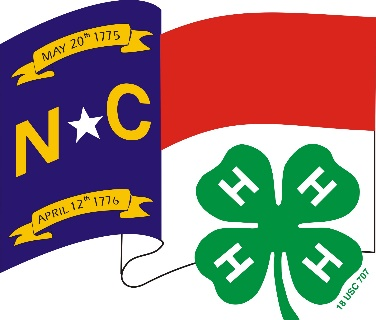 MAY 20th 1775
N C
APRIL 12th 1776
H H
H H
18 USC 707